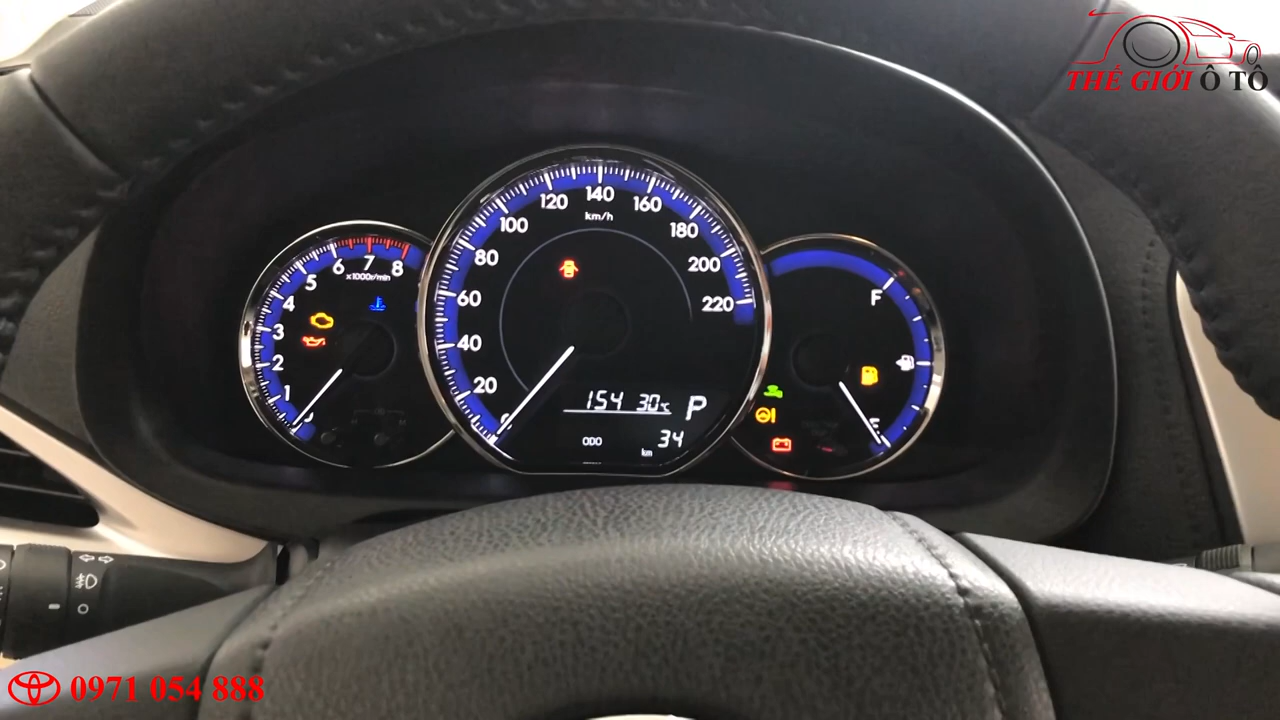 THẾ GIỚI Ô TÔ
1 2 3 4 5 6 7 8
x1000r/min
20 40 60 80 100 120 140 160 180 200 220
km/h
154 30°C P
ODO 34
km
F
E
0971 054 888